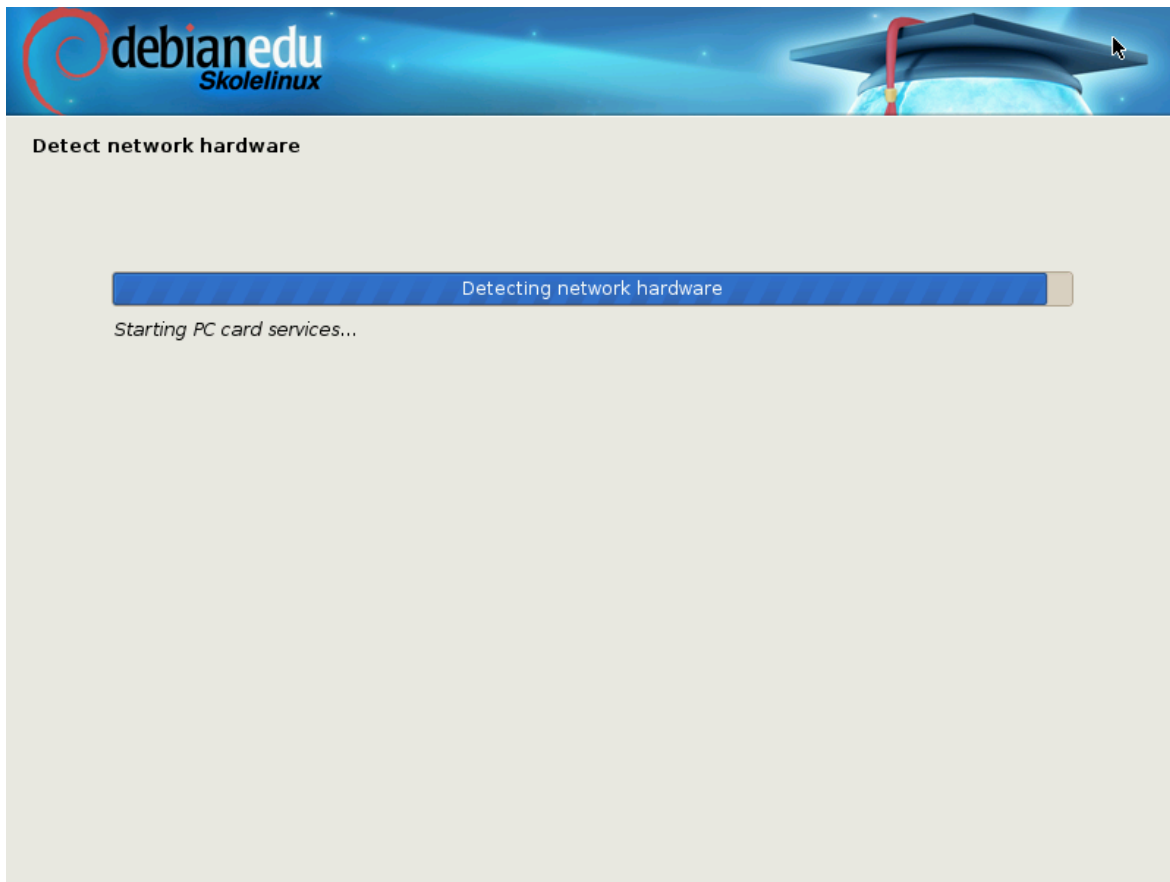 debianedu
Skolelinux
Detect network hardware
Detecting network hardware
Starting PC card services...